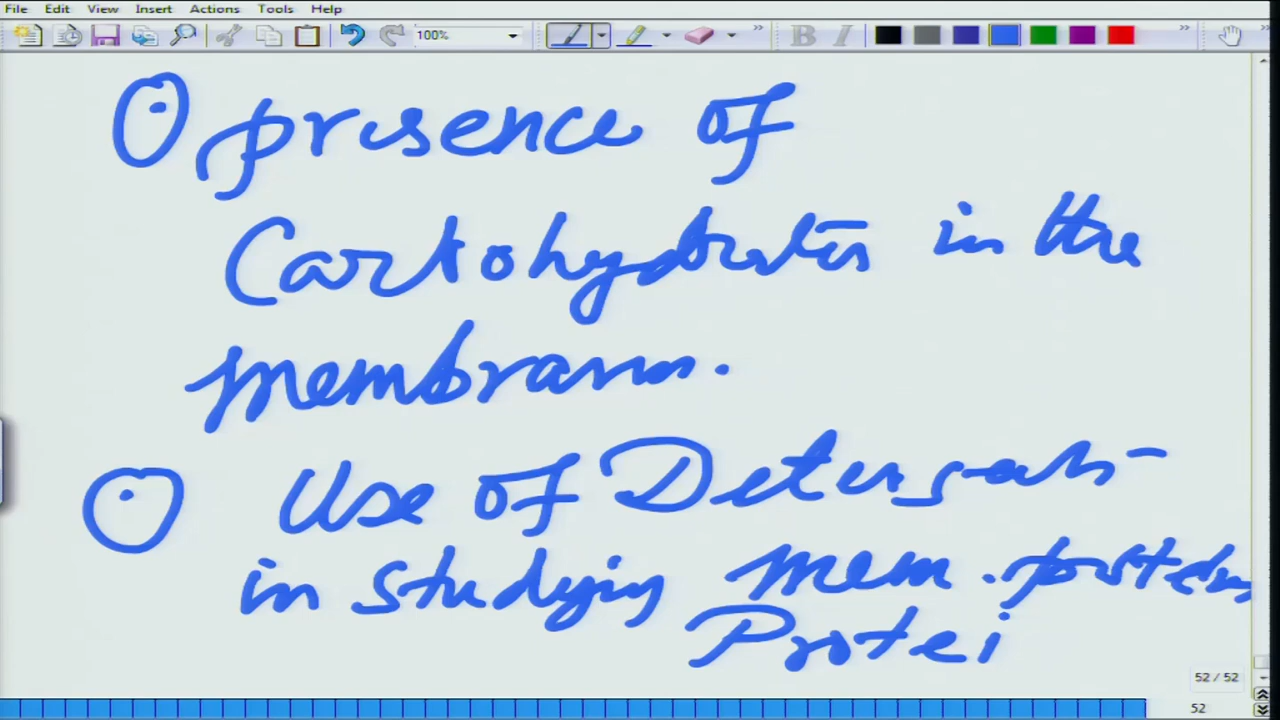 File Edit View Insert Actions Tools Help
100%
presence of
Carbohydrates in the
membranes.
Use of Detergents -
in studying mem. proteins
Protei
52 / 52
52